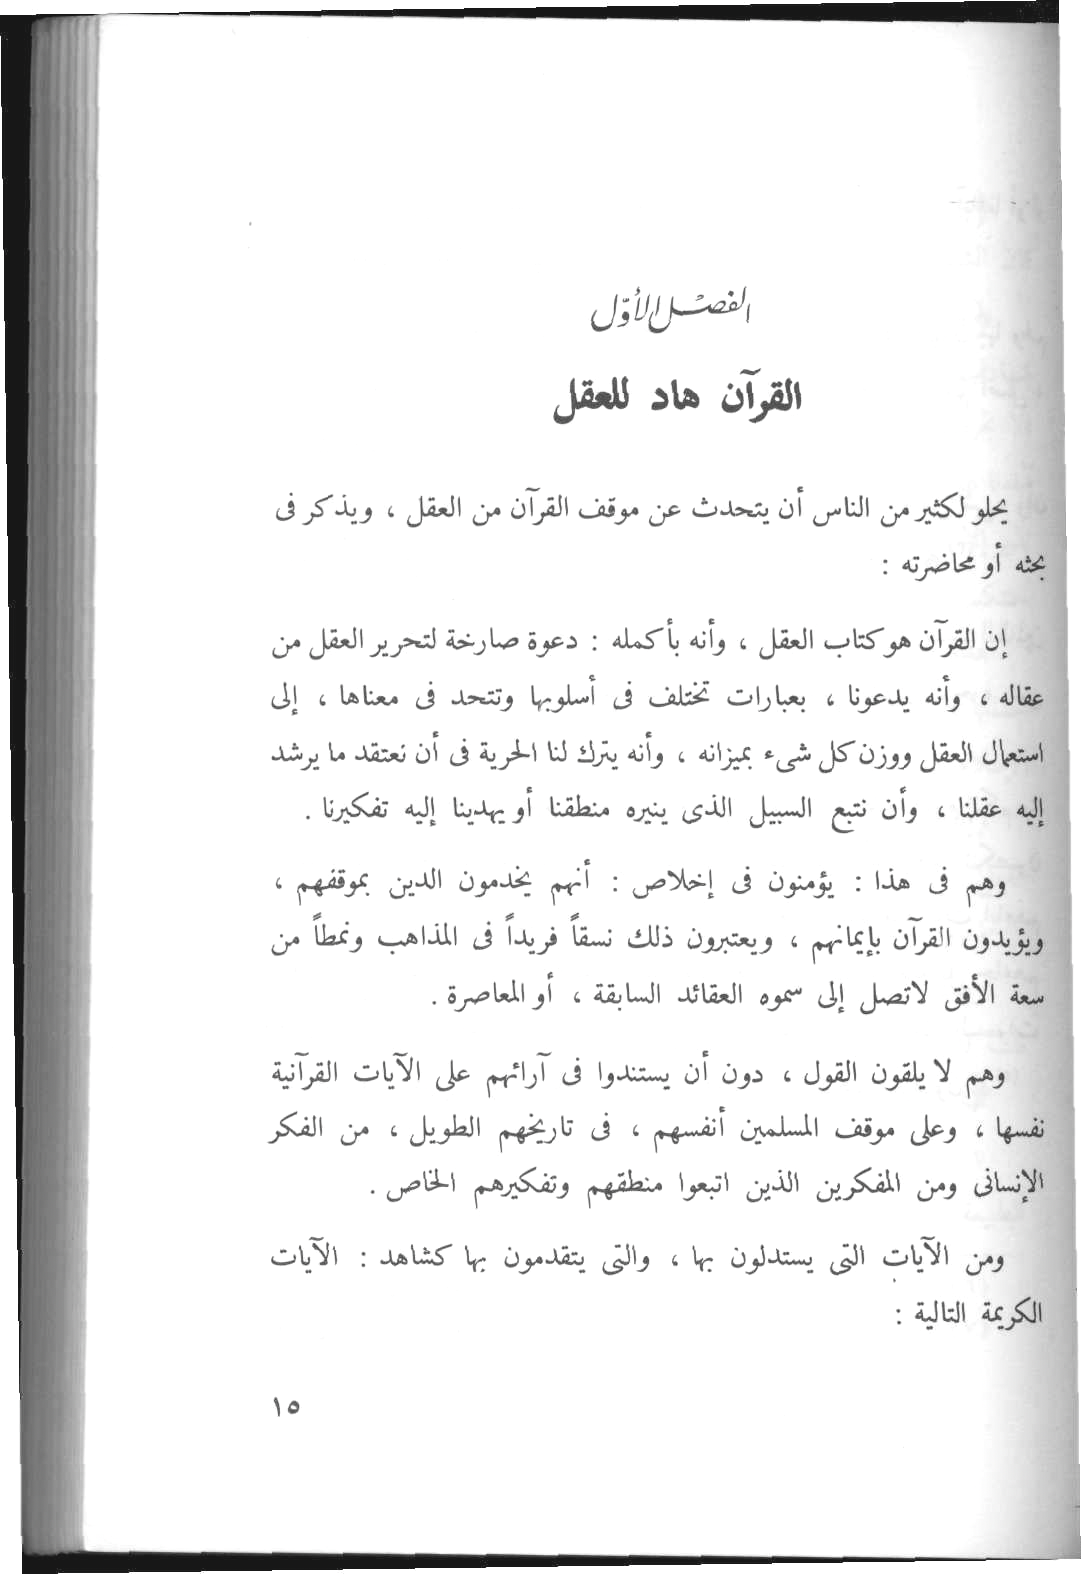 الفصل الأوّل
القرآن هاد للعقل
يحلو لكثير من الناس أن يتحدث عن موقف القرآن من العقل ، ويذكر فى
بحثه أو محاضرته :
إن القرآن هو كتاب العقل ، وأنه بأكمله : دعوة صارخة لتحرير العقل من
عقاله ، وأنه يدعونا ، بعبارات تختلف فى أسلوبها وتتحد فى معناها ، إلى
استعمال العقل ووزن كل شىء بميزانه ، وأنه يترك لنا الحرية فى أن نعتقد ما يرشد
إليه عقلنا ، وأن نتبع السبيل الذى ينيره منطقنا أو يهدينا إليه تفكيرنا .
وهم فى هذا : يؤمنون فى إخلاص : أنهم يخدمون الدين بموقفهم ،
ويؤيدون القرآن بإيمانهم ، ويعتبرون ذلك نسقاً فريداً فى المذاهب ونمطاً من
سعة الأفق لاتصل إلى سموه العقائد السابقة ، أو المعاصرة .
وهم لا يلقون القول ، دون أن يستندوا فى آرائهم على الآيات القرآنية
نفسها ، وعلى موقف المسلمين أنفسهم ، فى تاريخهم الطويل ، من الفكر
الإنسانى ومن المفكرين الذين اتبعوا منطقهم وتفكيرهم الخاص .
ومن الآيات التى يستدلون بها ، والتى يتقدمون بها كشاهد : الآيات
الكريمة التالية :
١٥